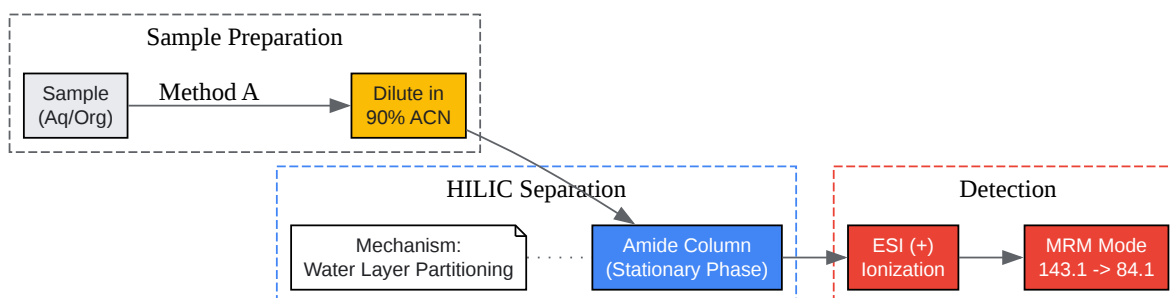 Sample Preparation
Sample
(Aq/Org)
Method A
Dilute in
90% ACN
HILIC Separation
Mechanism:
Water Layer Partitioning
Amide Column
(Stationary Phase)
Detection
ESI (+)
Ionization
MRM Mode
143.1 -> 84.1